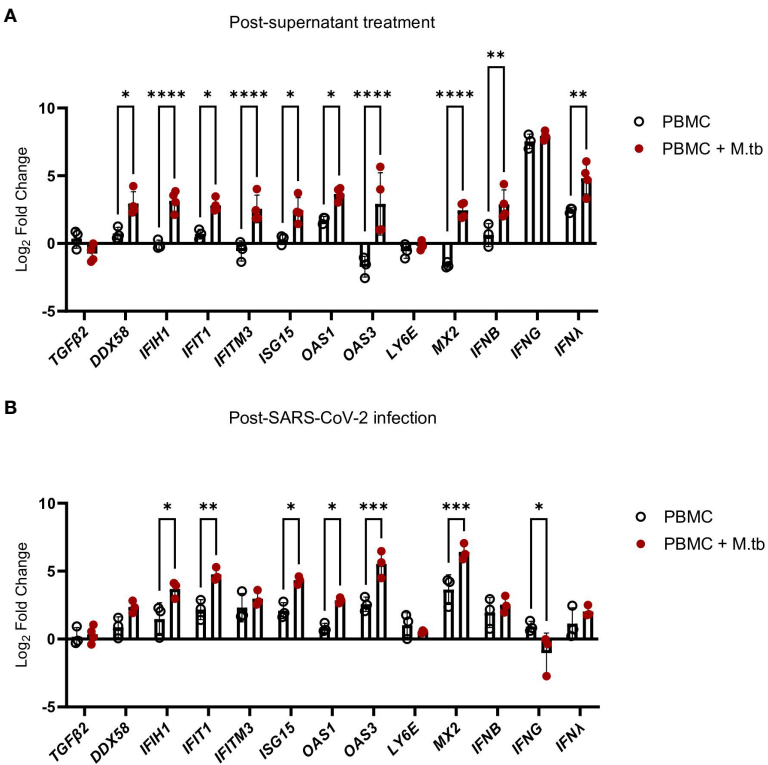 A
Post-supernatant treatment
**
* **** * **** * * **** **** **
10
5
0
-5
Log2 Fold Change
PBMC
PBMC + M.tb
TGFβ2 DDX58 IFIH1 IFIT1 IFITM3 ISG15 OAS1 OAS3 LY6E MX2 IFNB IFNG IFNλ
B
Post-SARS-CoV-2 infection
* ** * * *** *** *
10
5
0
-5
Log2 Fold Change
PBMC
PBMC + M.tb
TGFβ2 DDX58 IFIH1 IFIT1 IFITM3 ISG15 OAS1 OAS3 LY6E MX2 IFNB IFNG IFNλ